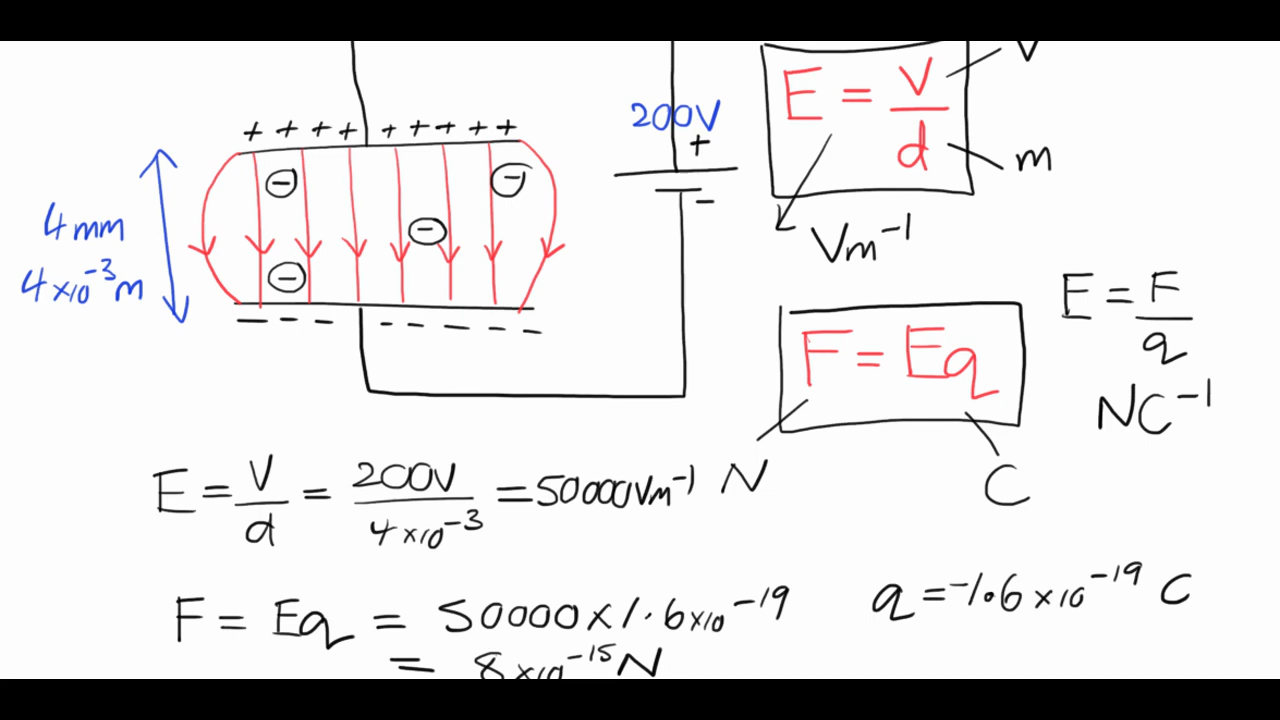 + + + + + + + +
200V
+
-
4mm
4×10⁻³m
- - - -
- - - - - - - - -
E = V/d
V
m
Vm⁻¹
F = Eq
N
C
E = F/q
NC⁻¹
E = V/d = 200V/4×10⁻³ = 50000Vm⁻¹
F = Eq = 50000×1.6×10⁻¹⁹
q = -1.6×10⁻¹⁹ C
= 8×10⁻¹⁵N